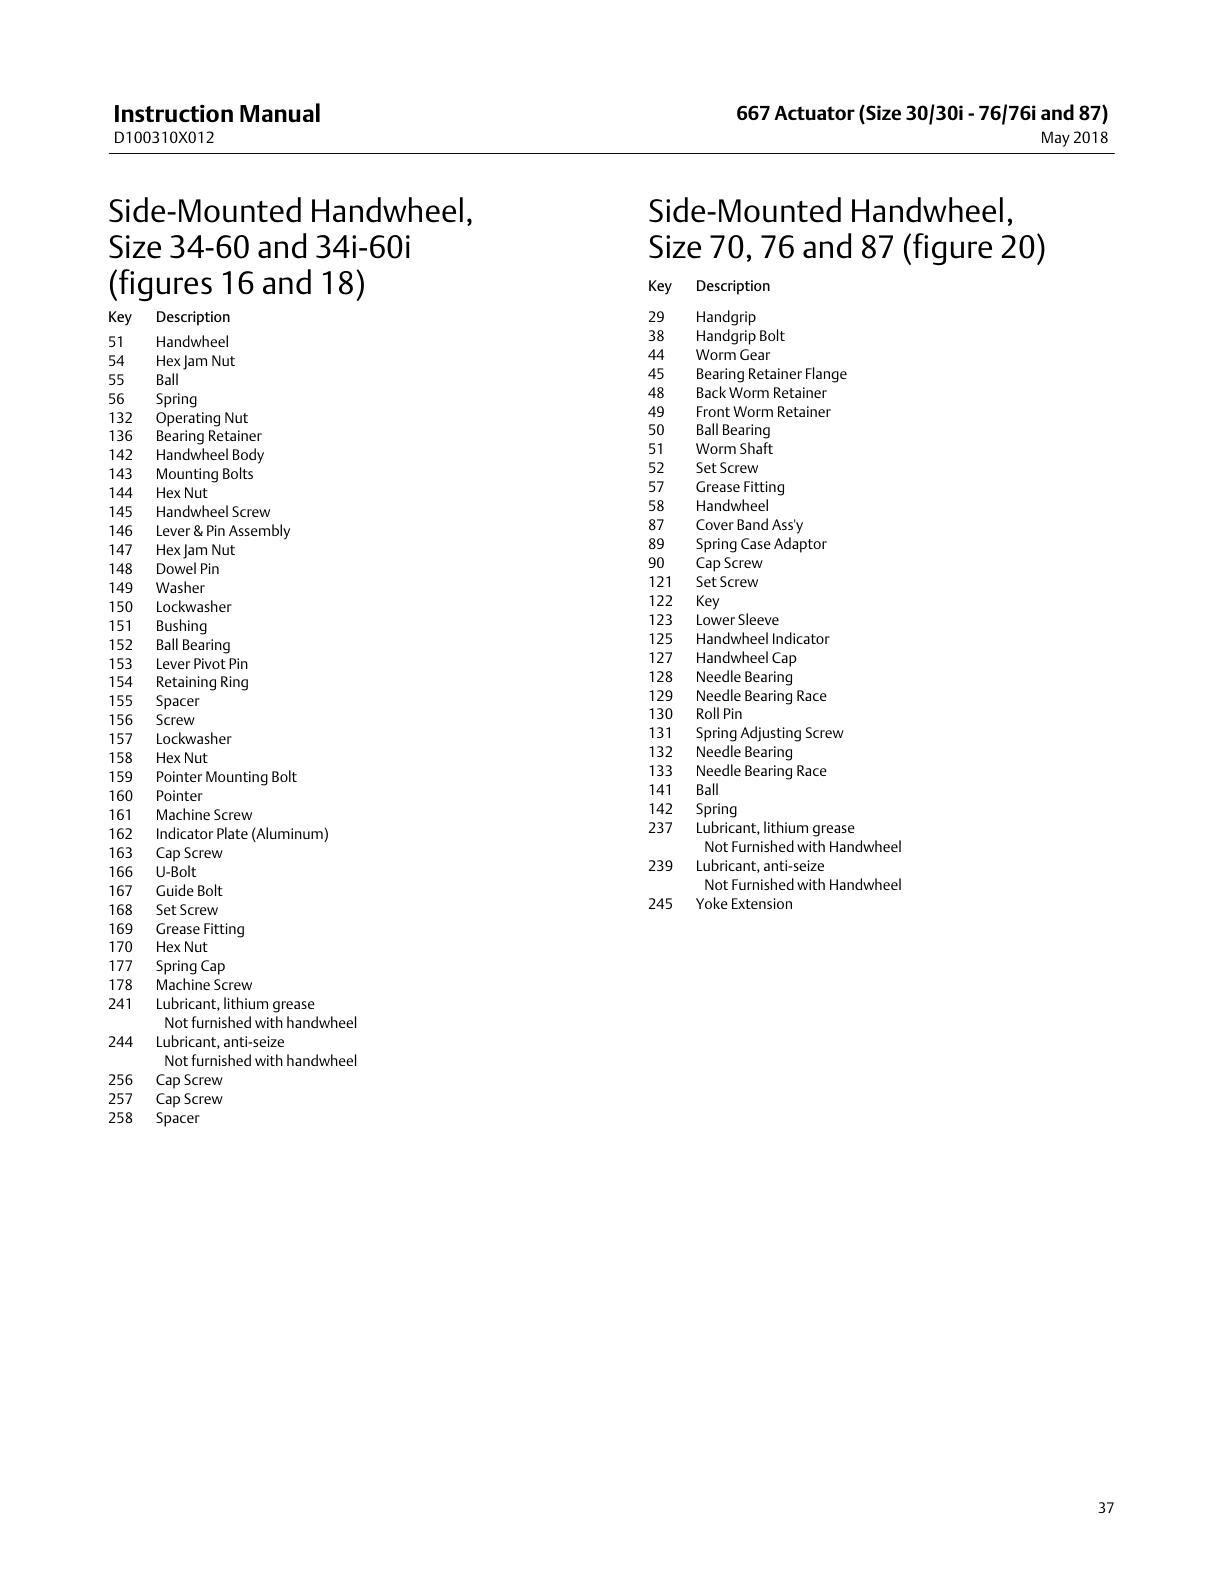 Instruction Manual
D100310X012
667 Actuator (Size 30/30i - 76/76i and 87)
May 2018
Side-Mounted Handwheel,
Size 34-60 and 34i-60i
(figures 16 and 18)
Key Description
51 Handwheel
54 Hex Jam Nut
55 Ball
56 Spring
132 Operating Nut
136 Bearing Retainer
142 Handwheel Body
143 Mounting Bolts
144 Hex Nut
145 Handwheel Screw
146 Lever & Pin Assembly
147 Hex Jam Nut
148 Dowel Pin
149 Washer
150 Lockwasher
151 Bushing
152 Ball Bearing
153 Lever Pivot Pin
154 Retaining Ring
155 Spacer
156 Screw
157 Lockwasher
158 Hex Nut
159 Pointer Mounting Bolt
160 Pointer
161 Machine Screw
162 Indicator Plate (Aluminum)
163 Cap Screw
166 U-Bolt
167 Guide Bolt
168 Set Screw
169 Grease Fitting
170 Hex Nut
177 Spring Cap
178 Machine Screw
241 Lubricant, lithium grease
Not furnished with handwheel
244 Lubricant, anti-seize
Not furnished with handwheel
256 Cap Screw
257 Cap Screw
258 Spacer
Side-Mounted Handwheel,
Size 70, 76 and 87 (figure 20)
Key Description
29 Handgrip
38 Handgrip Bolt
44 Worm Gear
45 Bearing Retainer Flange
48 Back Worm Retainer
49 Front Worm Retainer
50 Ball Bearing
51 Worm Shaft
52 Set Screw
57 Grease Fitting
58 Handwheel
87 Cover Band Ass'y
89 Spring Case Adaptor
90 Cap Screw
121 Set Screw
122 Key
123 Lower Sleeve
125 Handwheel Indicator
127 Handwheel Cap
128 Needle Bearing
129 Needle Bearing Race
130 Roll Pin
131 Spring Adjusting Screw
132 Needle Bearing
133 Needle Bearing Race
141 Ball
142 Spring
237 Lubricant, lithium grease
Not Furnished with Handwheel
239 Lubricant, anti-seize
Not Furnished with Handwheel
245 Yoke Extension
37